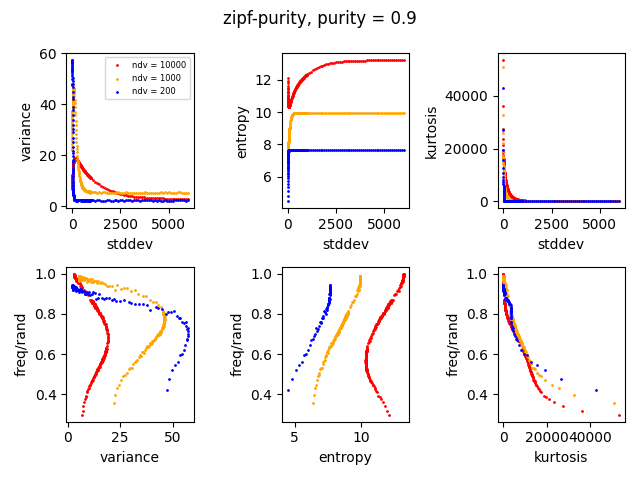 zipf-purity, purity = 0.9
60
40
20
0
variance
ndv = 10000
ndv = 1000
ndv = 200
0 2500 5000
stddev
12
10
8
6
entropy
0 2500 5000
stddev
40000
20000
0
kurtosis
0 2500 5000
stddev
1.0
0.8
0.6
0.4
freq/rand
0 25 50
variance
1.0
0.8
0.6
0.4
freq/rand
5 10
entropy
1.0
0.8
0.6
0.4
freq/rand
0 20000 40000
kurtosis